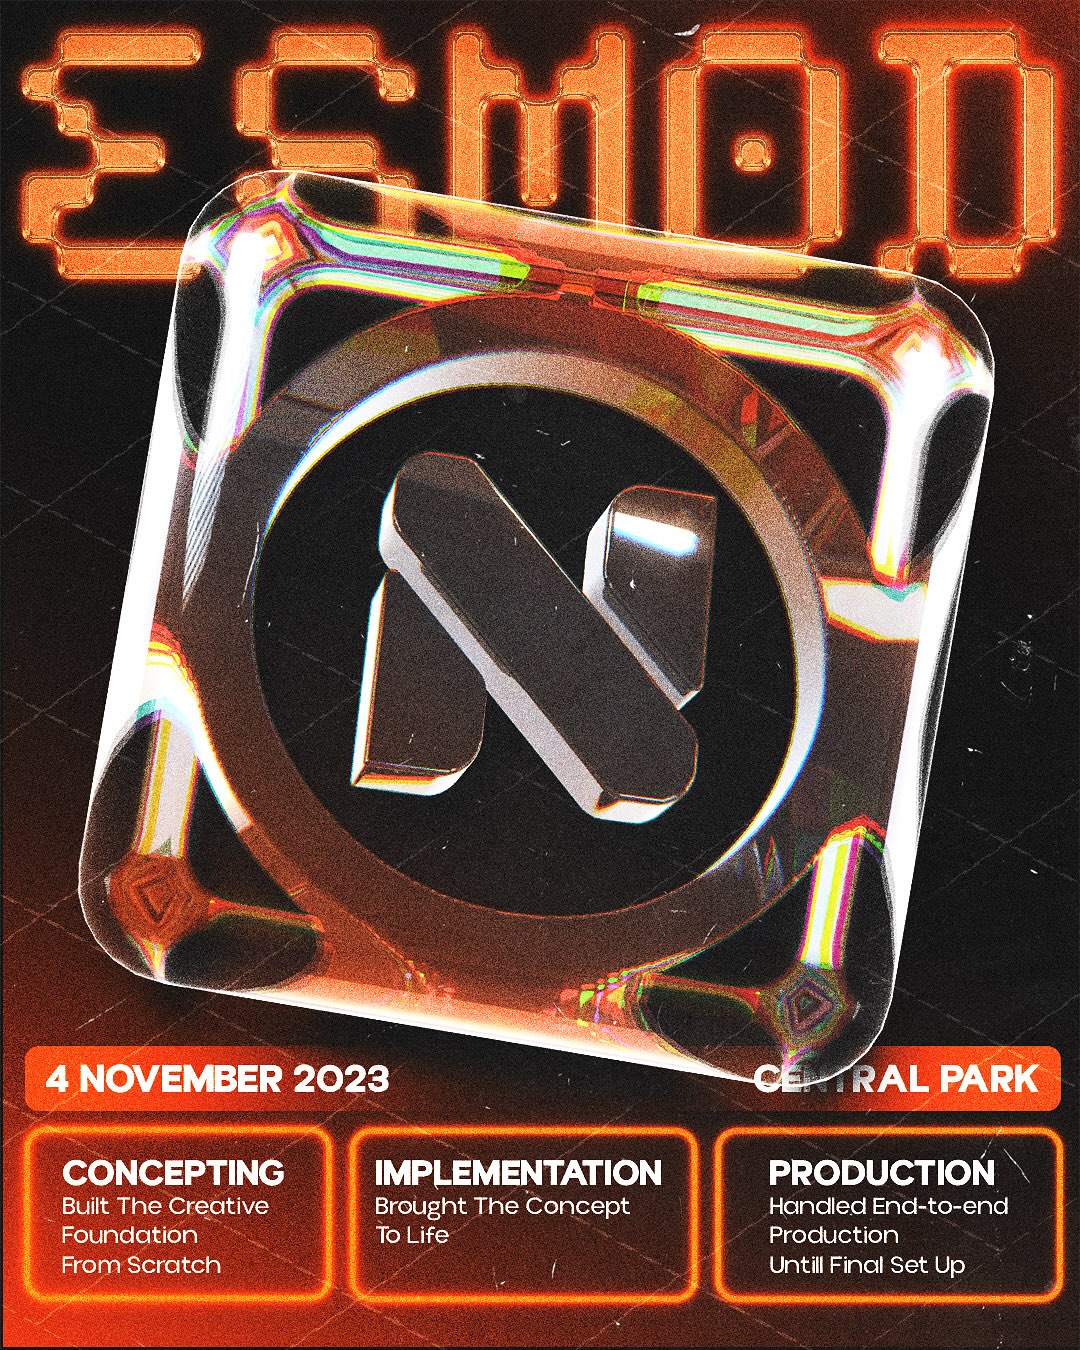 ESMOD
N
4 NOVEMBER 2023
CENTRAL PARK
CONCEPTING
Built The Creative
Foundation
From Scratch
IMPLEMENTATION
Brought The Concept
To Life
PRODUCTION
Handled End-to-end
Production
Untill Final Set Up